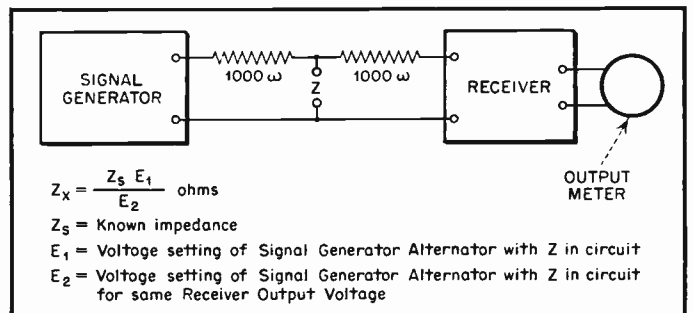 SIGNAL GENERATOR
1000 ω
Z
1000 ω
RECEIVER
OUTPUT METER
Zₓ = Zₛ E₁ / E₂ ohms
Zₛ = Known impedance
E₁ = Voltage setting of Signal Generator Alternator with Z in circuit
E₂ = Voltage setting of Signal Generator Alternator with Z in circuit
for same Receiver Output Voltage